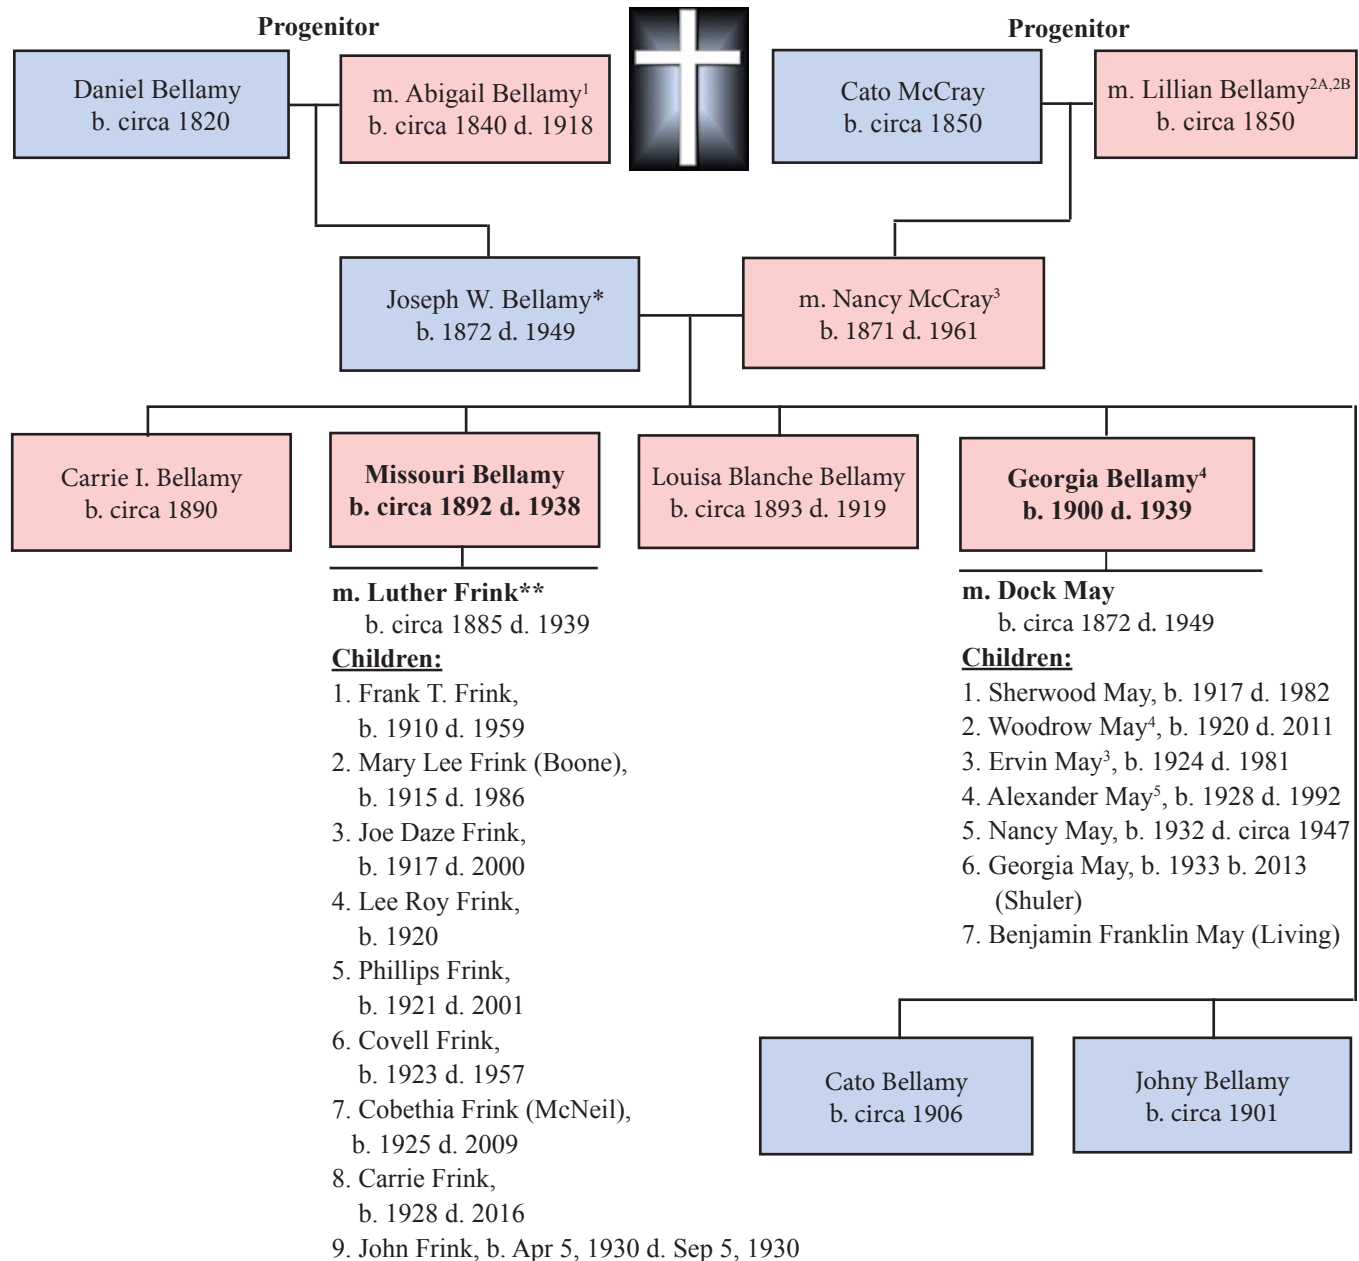 Progenitor
Progenitor
Daniel Bellamy
b. circa 1820
m. Abigail Bellamy¹
b. circa 1840 d. 1918
Cato McCray
b. circa 1850
m. Lillian Bellamy²ᴬ,²ᴮ
b. circa 1850
Joseph W. Bellamy*
b. 1872 d. 1949
m. Nancy McCray³
b. 1871 d. 1961
Carrie I. Bellamy
b. circa 1890
Missouri Bellamy
b. circa 1892 d. 1938
Louisa Blanche Bellamy
b. circa 1893 d. 1919
Georgia Bellamy⁴
b. 1900 d. 1939
m. Luther Frink**
b. circa 1885 d. 1939
Children:
1. Frank T. Frink,
b. 1910 d. 1959
2. Mary Lee Frink (Boone),
b. 1915 d. 1986
3. Joe Daze Frink,
b. 1917 d. 2000
4. Lee Roy Frink,
b. 1920
5. Phillips Frink,
b. 1921 d. 2001
6. Covell Frink,
b. 1923 d. 1957
7. Cobethia Frink (McNeil),
b. 1925 d. 2009
8. Carrie Frink,
b. 1928 d. 2016
9. John Frink, b. Apr 5, 1930 d. Sep 5, 1930
m. Dock May
b. circa 1872 d. 1949
Children:
1. Sherwood May, b. 1917 d. 1982
2. Woodrow May⁴, b. 1920 d. 2011
3. Ervin May³, b. 1924 d. 1981
4. Alexander May⁵, b. 1928 d. 1992
5. Nancy May, b. 1932 d. circa 1947
6. Georgia May, b. 1933 b. 2013
(Shuler)
7. Benjamin Franklin May (Living)
Cato Bellamy
b. circa 1906
Johny Bellamy
b. circa 1901